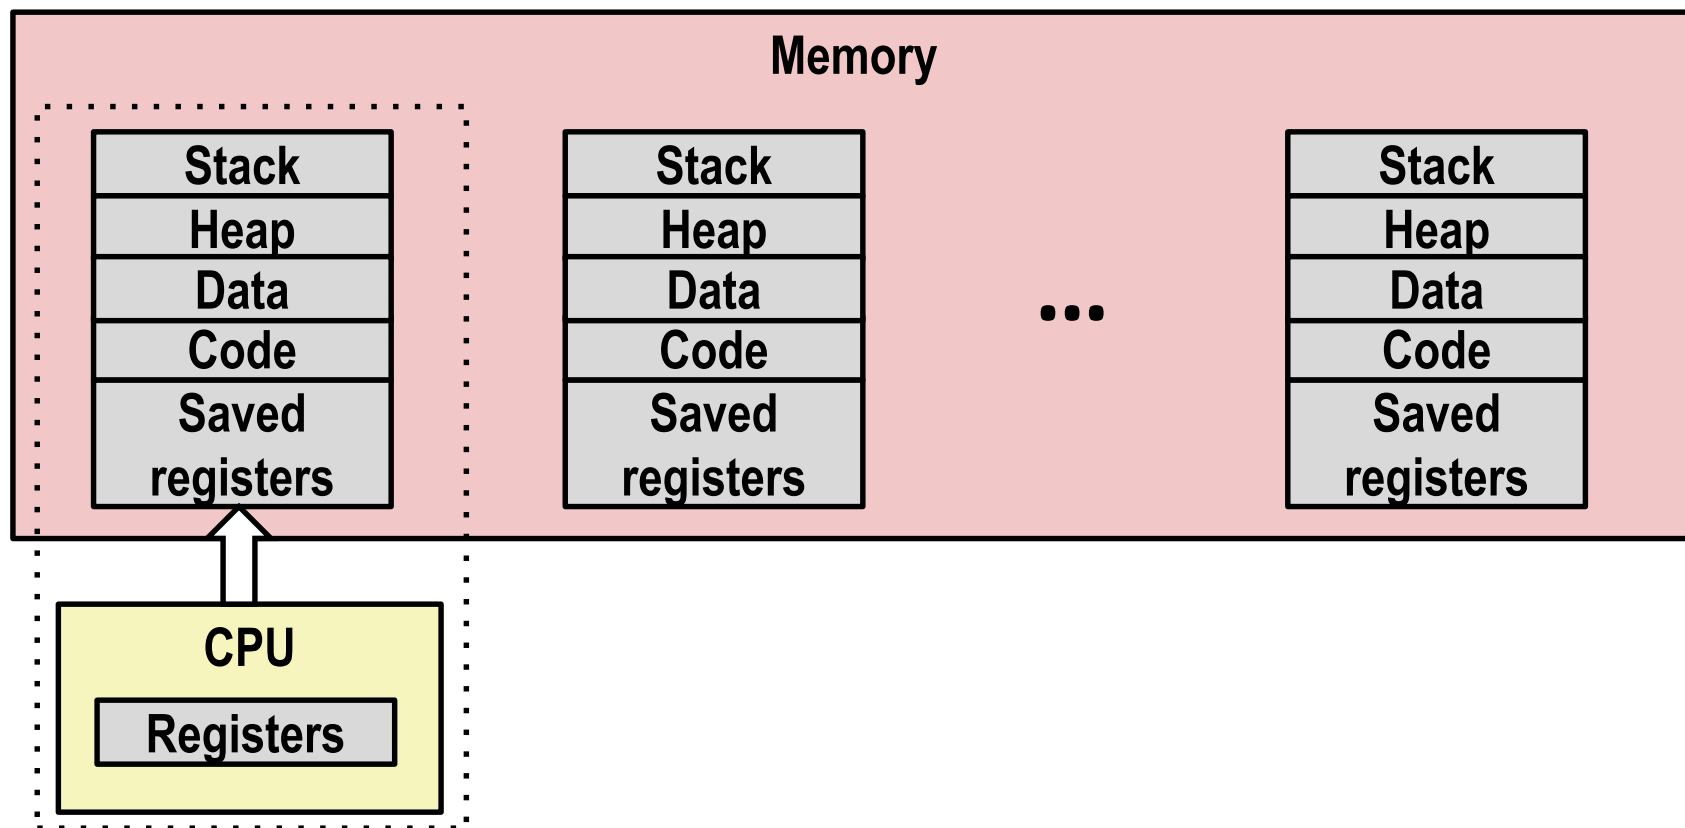 Memory
Stack
Heap
Data
Code
Saved
registers
Stack
Heap
Data
Code
Saved
registers
...
Stack
Heap
Data
Code
Saved
registers
CPU
Registers